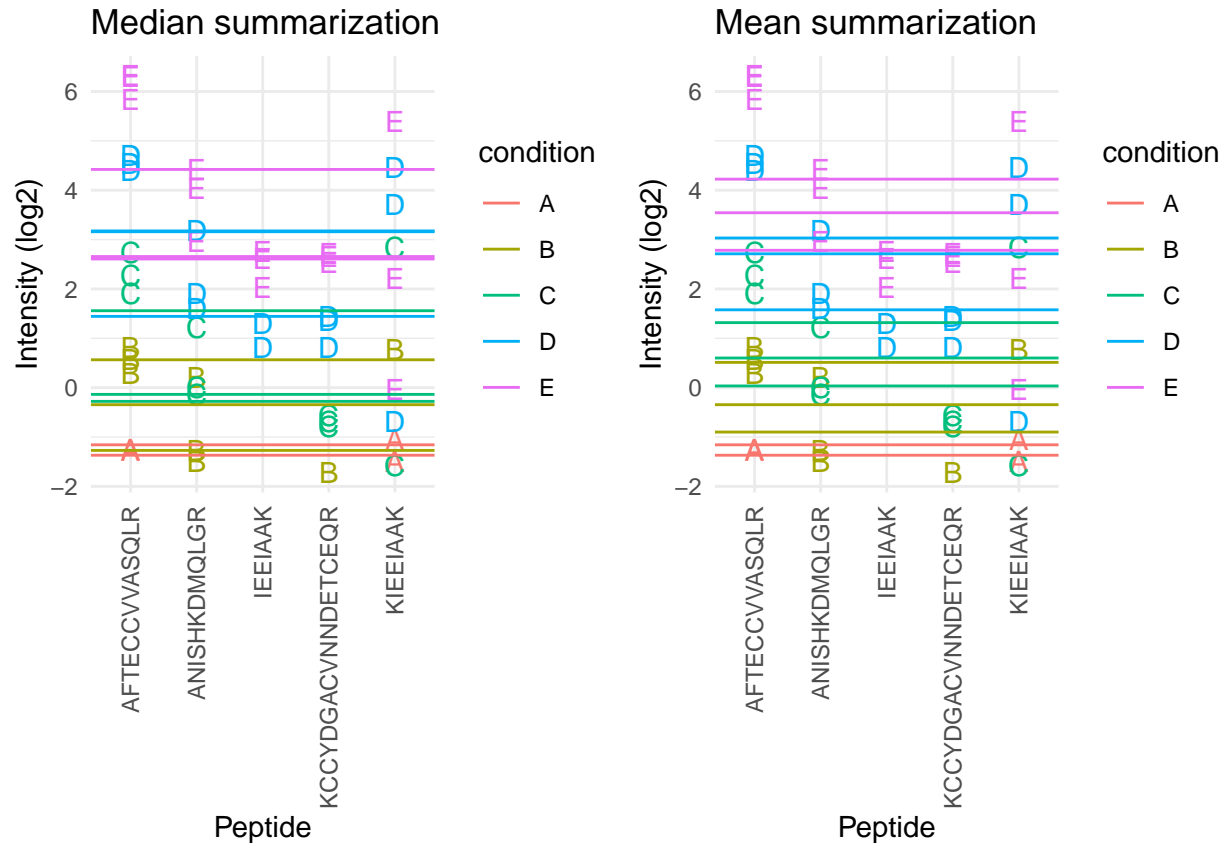 Median summarization
Intensity (log2)
6
4
2
0
−2
E
E
E
D
D
D
C
C
C
B
B
B
A
E
E
E
D
D
D
C
B
C
C
B
B
E
E
E
D
D
E
E
E
D
D
D
C
C
C
B
E
D
D
C
E
B
E
D
A
A
C
AFTECCVVASQLR
ANISHKDMQLGR
IEEIAAK
KCCYDGACVNNDETCEQR
KIEEIAAK
Peptide
condition
A
B
C
D
E
Mean summarization
Intensity (log2)
6
4
2
0
−2
E
E
E
D
D
D
C
C
C
B
B
B
A
E
E
E
D
D
D
C
B
C
C
B
B
E
E
E
D
D
E
E
E
D
D
D
C
C
C
B
E
D
D
C
E
B
E
D
A
A
C
AFTECCVVASQLR
ANISHKDMQLGR
IEEIAAK
KCCYDGACVNNDETCEQR
KIEEIAAK
Peptide
condition
A
B
C
D
E